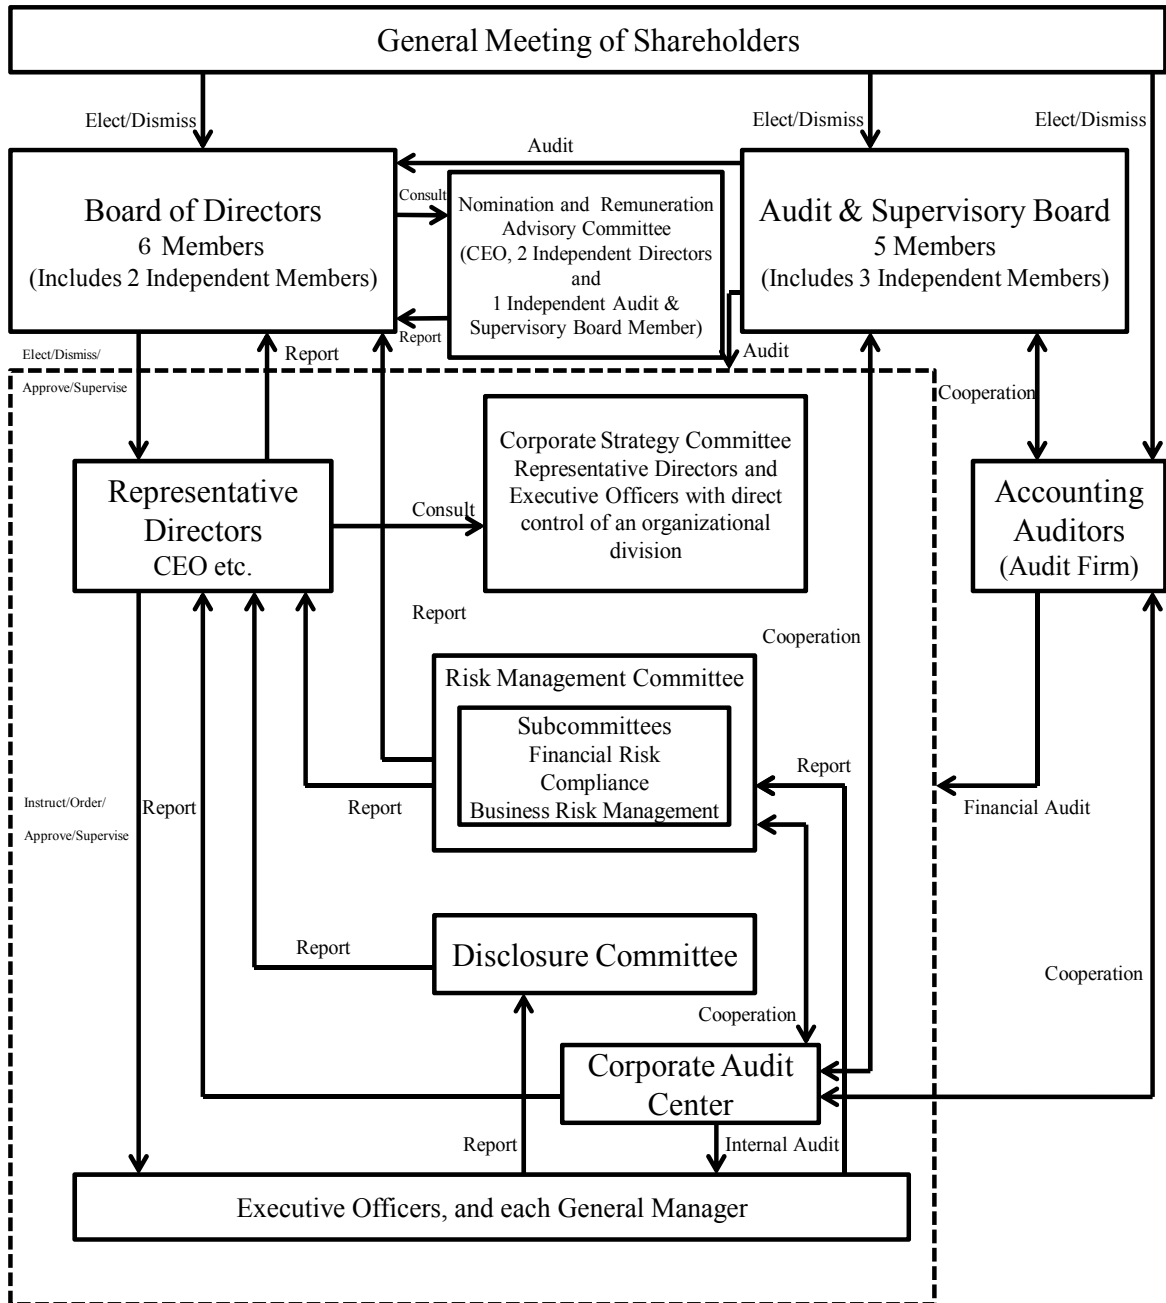 General Meeting of Shareholders
Elect/Dismiss
Elect/Dismiss
Elect/Dismiss
Audit
Board of Directors
6 Members
(Includes 2 Independent Members)
Consult
Report
Nomination and Remuneration
Advisory Committee
(CEO, 2 Independent Directors
and
1 Independent Audit &
Supervisory Board Member)
Audit & Supervisory Board
5 Members
(Includes 3 Independent Members)
Elect/Dismiss/
Approve/Supervise
Report
Audit
Cooperation
Representative
Directors
CEO etc.
Consult
Corporate Strategy Committee
Representative Directors and
Executive Officers with direct
control of an organizational
division
Accounting
Auditors
(Audit Firm)
Report
Cooperation
Risk Management Committee
Subcommittees
Financial Risk
Compliance
Business Risk Management
Report
Instruct/Order/
Approve/Supervise
Report
Report
Financial Audit
Report
Disclosure Committee
Cooperation
Cooperation
Corporate Audit
Center
Report
Internal Audit
Executive Officers, and each General Manager